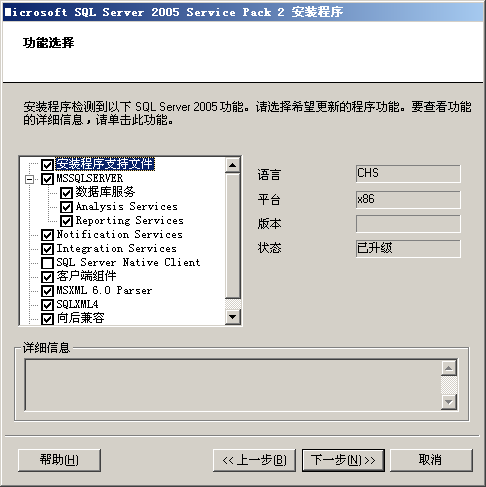 Microsoft SQL Server 2005 Service Pack 2 安装程序
功能选择
安装程序检测到以下 SQL Server 2005 功能。请选择希望更新的程序功能。要查看功能
的详细信息，请单击此功能。
安装程序支持文件
MSSQLSERVER
数据库服务
Analysis Services
Reporting Services
Notification Services
Integration Services
SQL Server Native Client
客户端组件
MSXML 6.0 Parser
SQLXML4
向后兼容
语言 CHS
平台 x86
版本
状态 已升级
详细信息
帮助(H) << 上一步(B) 下一步(N) >> 取消